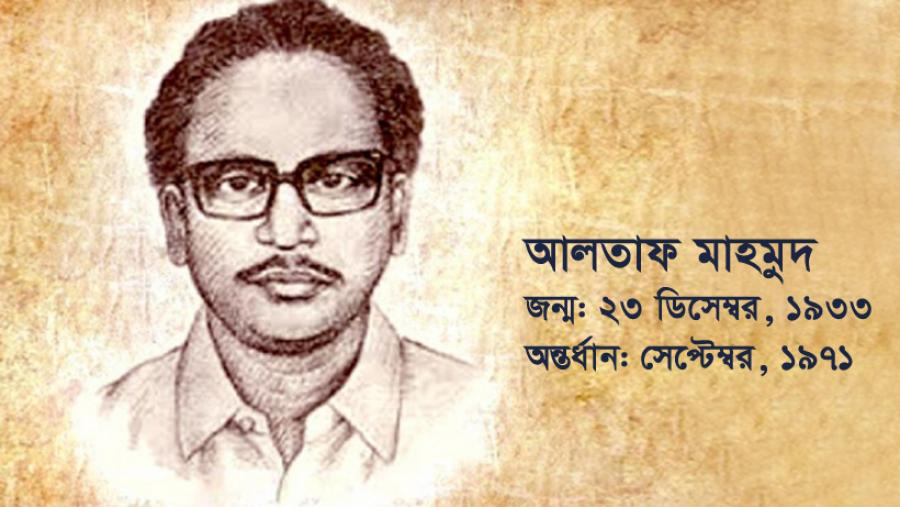 আলতাফ মাহমুদ
জন্ম: ২৩ ডিসেম্বর, ১৯৩৩
অন্তর্ধান: সেপ্টেম্বর, ১৯৭১